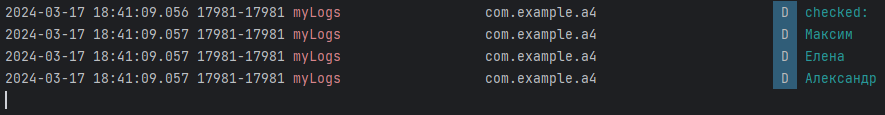 2024-03-17 18:41:09.056 17981-17981 myLogs com.example.a4 D checked:
2024-03-17 18:41:09.057 17981-17981 myLogs com.example.a4 D Максим
2024-03-17 18:41:09.057 17981-17981 myLogs com.example.a4 D Елена
2024-03-17 18:41:09.057 17981-17981 myLogs com.example.a4 D Александр